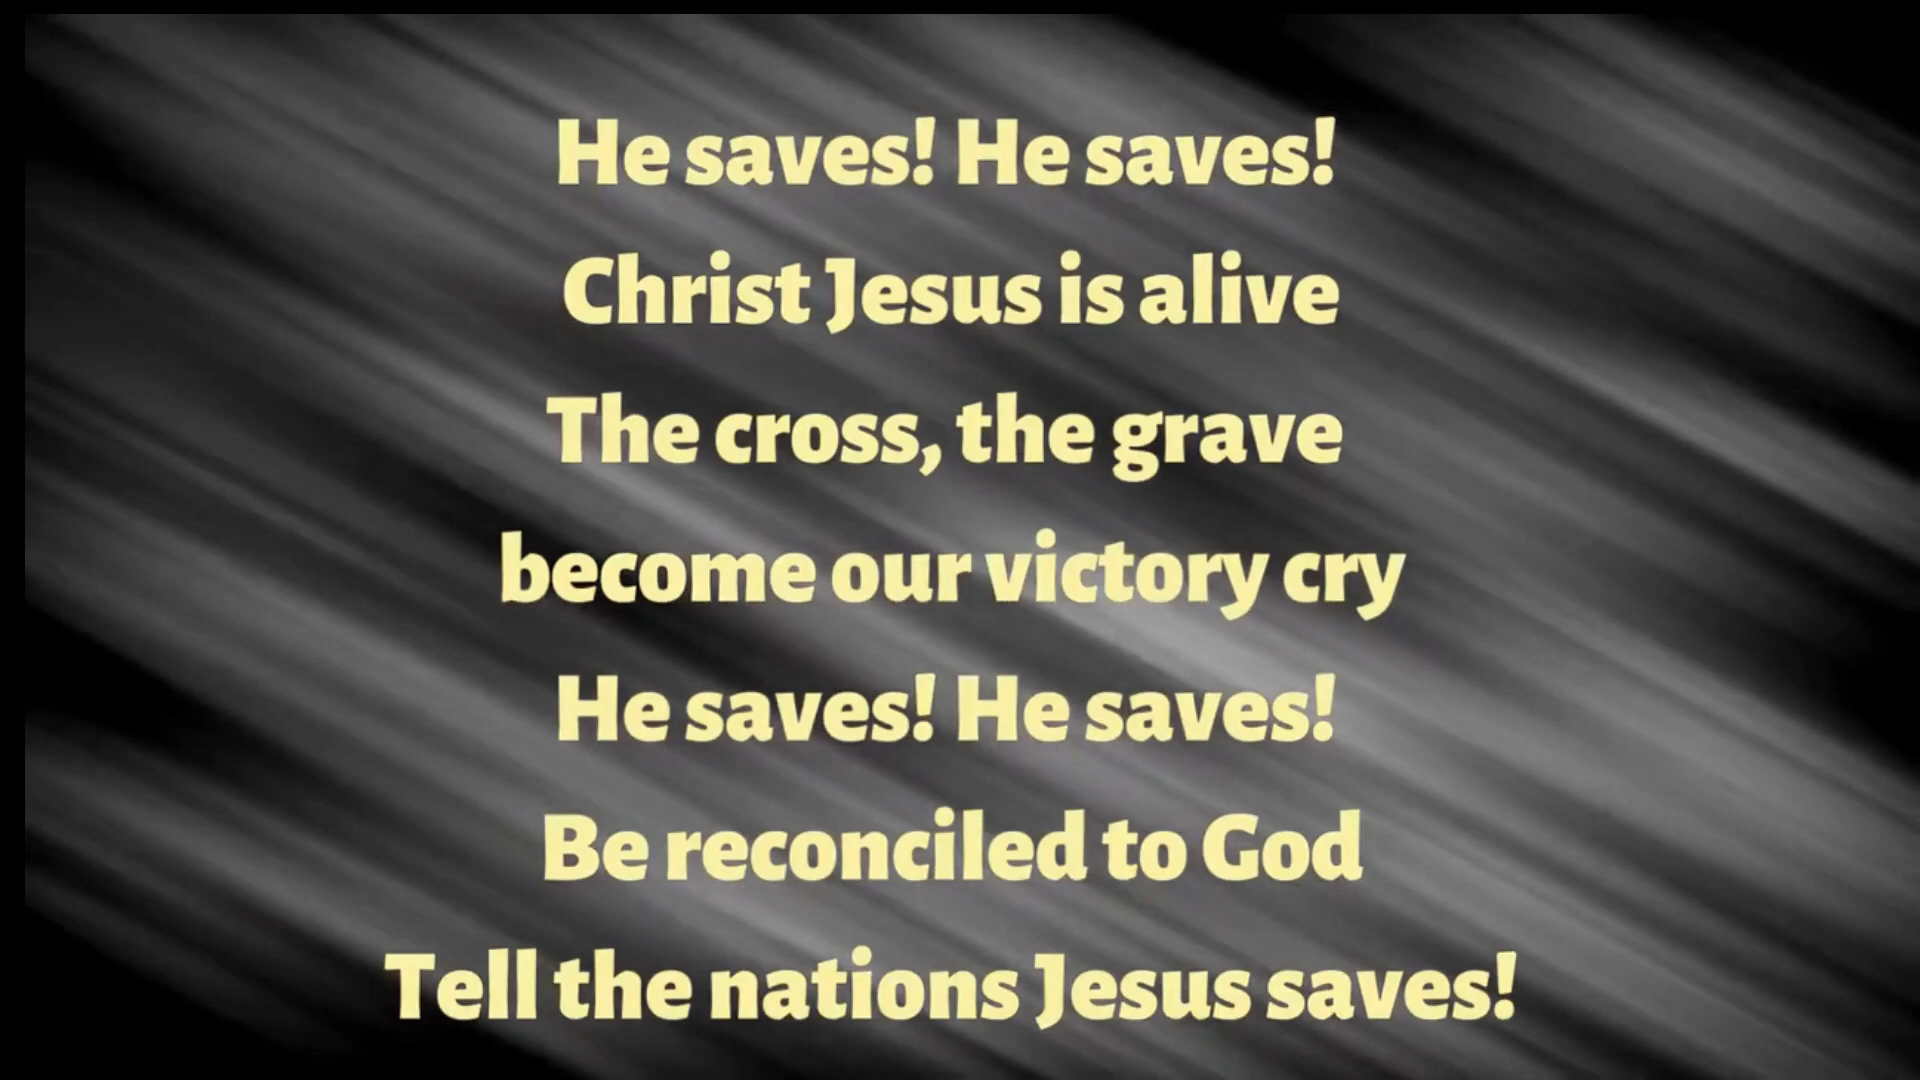 He saves! He saves!
Christ Jesus is alive
The cross, the grave
become our victory cry
He saves! He saves!
Be reconciled to God
Tell the nations Jesus saves!